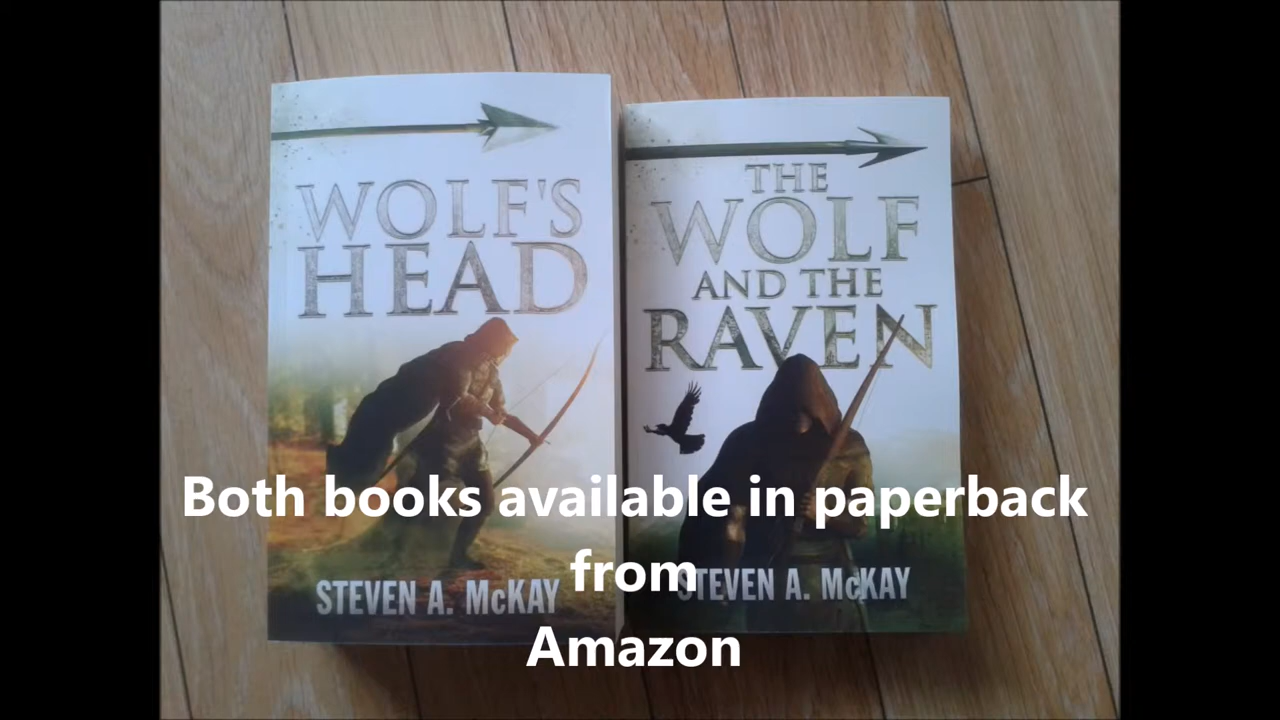 WOLF'S
HEAD
STEVEN A. McKAY
THE
WOLF
AND THE
RAVEN
STEVEN A. McKAY
Both books available in paperback
from
Amazon